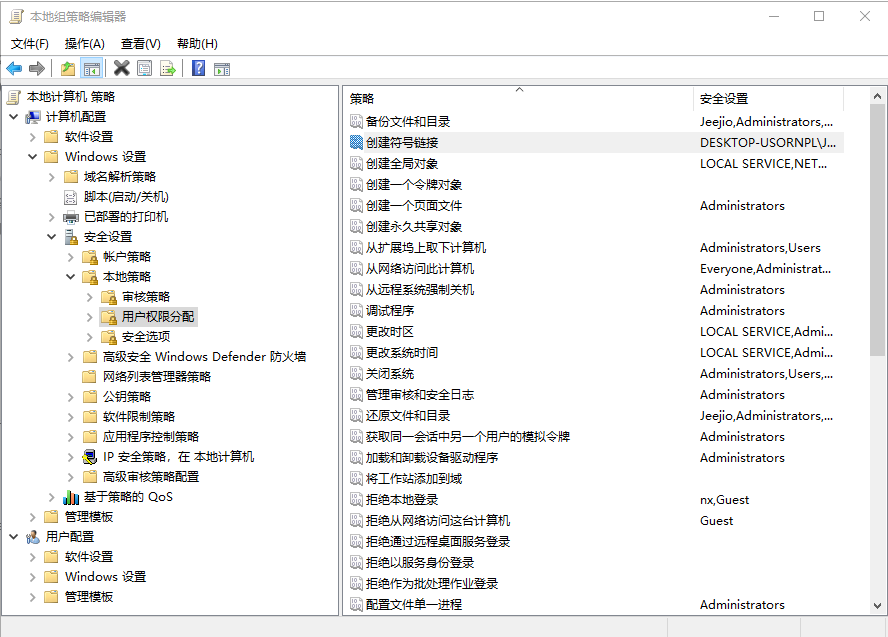 本地组策略编辑器
文件(F) 操作(A) 查看(V) 帮助(H)
本地计算机 策略
计算机配置
软件设置
Windows 设置
域名解析策略
脚本(启动/关机)
已部署的打印机
安全设置
帐户策略
本地策略
审核策略
用户权限分配
安全选项
高级安全 Windows Defender 防火墙
网络列表管理器策略
公钥策略
软件限制策略
应用程序控制策略
IP 安全策略，在 本地计算机
高级审核策略配置
基于策略的 QoS
管理模板
用户配置
软件设置
Windows 设置
管理模板
策略 安全设置
备份文件和目录 Jeejio,Administrators,...
创建符号链接 DESKTOP-USORNPL\J...
创建全局对象 LOCAL SERVICE,NET...
创建一个令牌对象
创建一个页面文件 Administrators
创建永久共享对象
从扩展坞上取下计算机 Administrators,Users
从网络访问此计算机 Everyone,Administrat...
从远程系统强制关机 Administrators
调试程序 Administrators
更改时区 LOCAL SERVICE,Admi...
更改系统时间 LOCAL SERVICE,Admi...
关闭系统 Administrators,Users,...
管理审核和安全日志 Administrators
还原文件和目录 Jeejio,Administrators,...
获取同一会话中另一个用户的模拟令牌 Administrators
加载和卸载设备驱动程序 Administrators
将工作站添加到域
拒绝本地登录 nx,Guest
拒绝从网络访问这台计算机 Guest
拒绝通过远程桌面服务登录
拒绝以服务身份登录
拒绝作为批处理作业登录
配置文件单一进程 Administrators